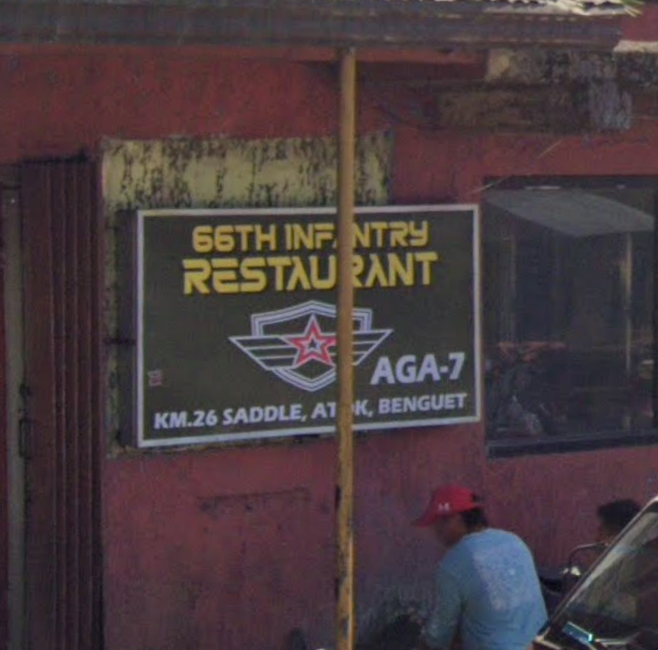 66TH INFANTRY
RESTAURANT
AGA-7
KM.26 SADDLE, ATOK, BENGUET